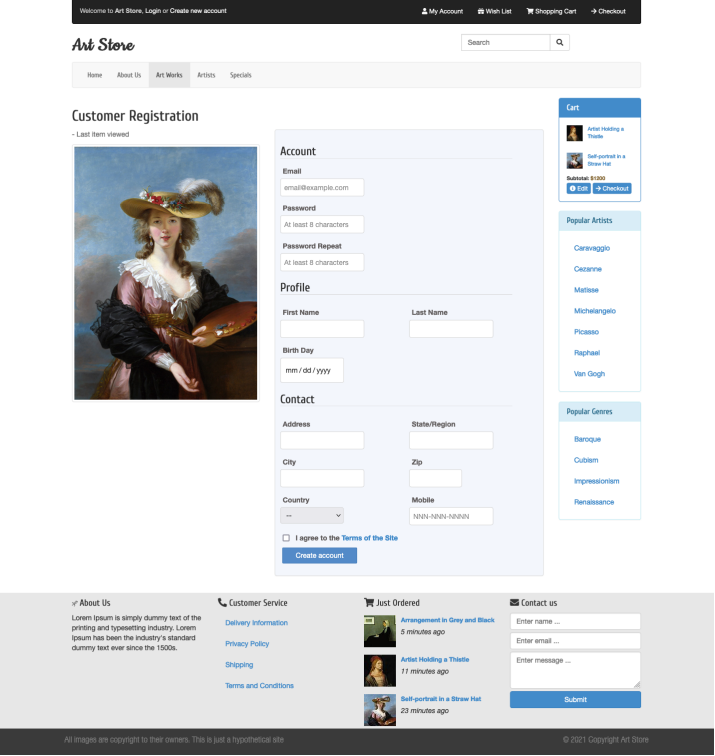 Welcome to Art Store, Login or Create new account
My Account
Wish List
Shopping Cart
Checkout
Art Store
Search
Home
About Us
Art Works
Artists
Specials
Customer Registration
- Last item viewed
Account
Email
email@example.com
Password
At least 8 characters
Password Repeat
At least 8 characters
Profile
First Name
Last Name
Birth Day
mm / dd / yyyy
Contact
Address
State/Region
City
Zip
Country
Mobile
--
NNN-NNN-NNNN
I agree to the Terms of the Site
Create account
Cart
Artist Holding a
Thistle
Self-portrait in a
Straw Hat
Subtotal: $1200
Edit
Checkout
Popular Artists
Caravaggio
Cezanne
Matisse
Michelangelo
Picasso
Raphael
Van Gogh
Popular Genres
Baroque
Cubism
Impressionism
Renaissance
About Us
Lorem Ipsum is simply dummy text of the
printing and typesetting industry. Lorem
Ipsum has been the industry's standard
dummy text ever since the 1500s.
Customer Service
Delivery Information
Privacy Policy
Shipping
Terms and Conditions
Just Ordered
Arrangement in Grey and Black
5 minutes ago
Artist Holding a Thistle
11 minutes ago
Self-portrait in a Straw Hat
23 minutes ago
Contact us
Enter name ...
Enter email ...
Enter message ...
Submit
All images are copyright to their owners. This is just a hypothetical site
© 2021 Copyright Art Store